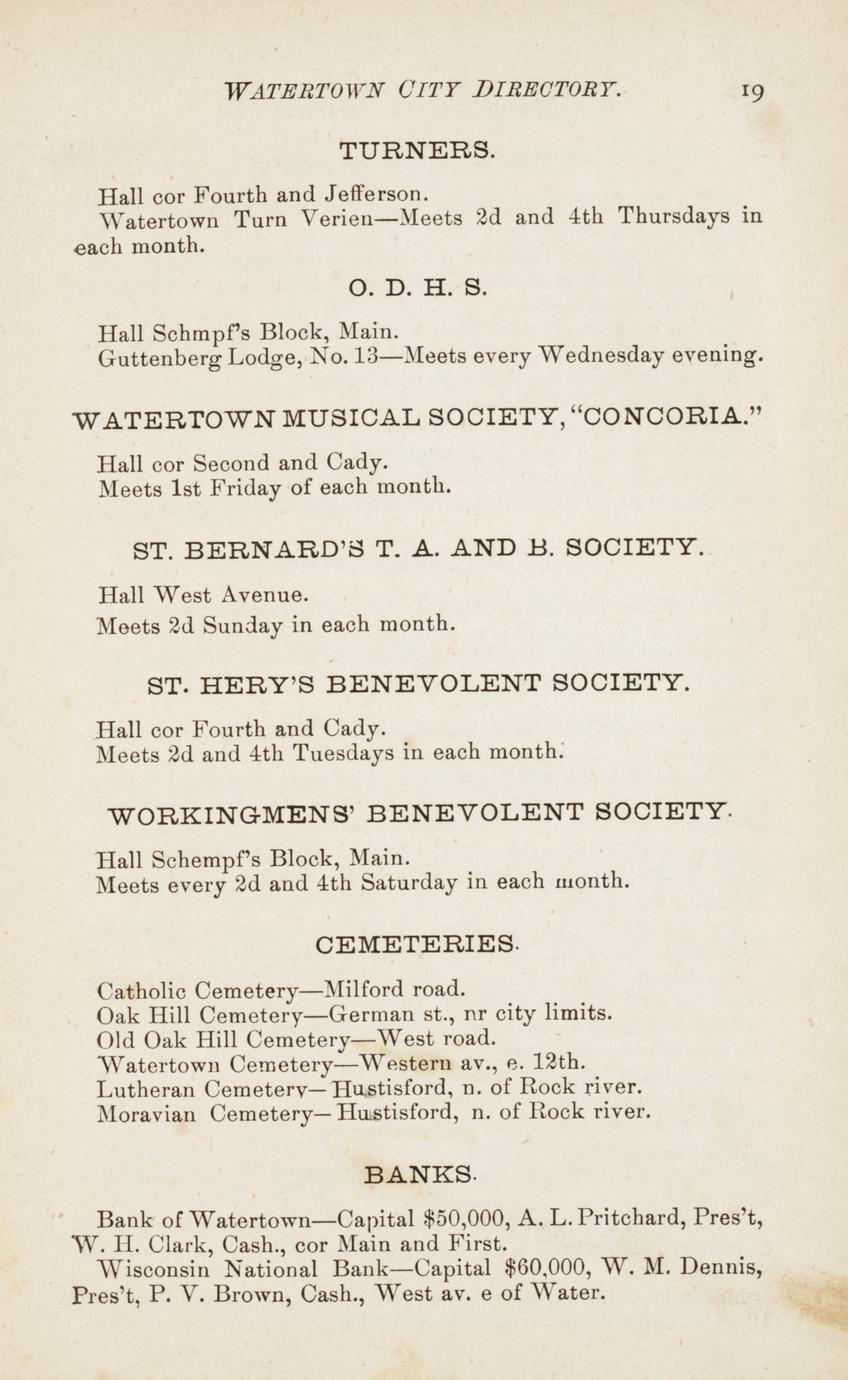 WATERTOWN CITY DIRECTORY. 19
TURNERS.
Hall cor Fourth and Jefferson.
Watertown Turn Verien—Meets 2d and 4th Thursdays in
each month.
O. D. H. S.
Hall Schmpf's Block, Main.
Guttenberg Lodge, No. 13—Meets every Wednesday evening.
WATERTOWN MUSICAL SOCIETY, "CONCORIA."
Hall cor Second and Cady.
Meets 1st Friday of each month.
ST. BERNARD'S T. A. AND B. SOCIETY.
Hall West Avenue.
Meets 2d Sunday in each month.
ST. HERY'S BENEVOLENT SOCIETY.
Hall cor Fourth and Cady.
Meets 2d and 4th Tuesdays in each month.
WORKINGMENS' BENEVOLENT SOCIETY.
Hall Schempf's Block, Main.
Meets every 2d and 4th Saturday in each month.
CEMETERIES.
Catholic Cemetery—Milford road.
Oak Hill Cemetery—German st., nr city limits.
Old Oak Hill Cemetery—West road.
Watertown Cemetery—Western av., e. 12th.
Lutheran Cemetery—Hustisford, n. of Rock river.
Moravian Cemetery—Hustisford, n. of Rock river.
BANKS.
Bank of Watertown—Capital $50,000, A. L. Pritchard, Pres't,
W. H. Clark, Cash., cor Main and First.
Wisconsin National Bank—Capital $60,000, W. M. Dennis,
Pres't, P. V. Brown, Cash., West av. e of Water.